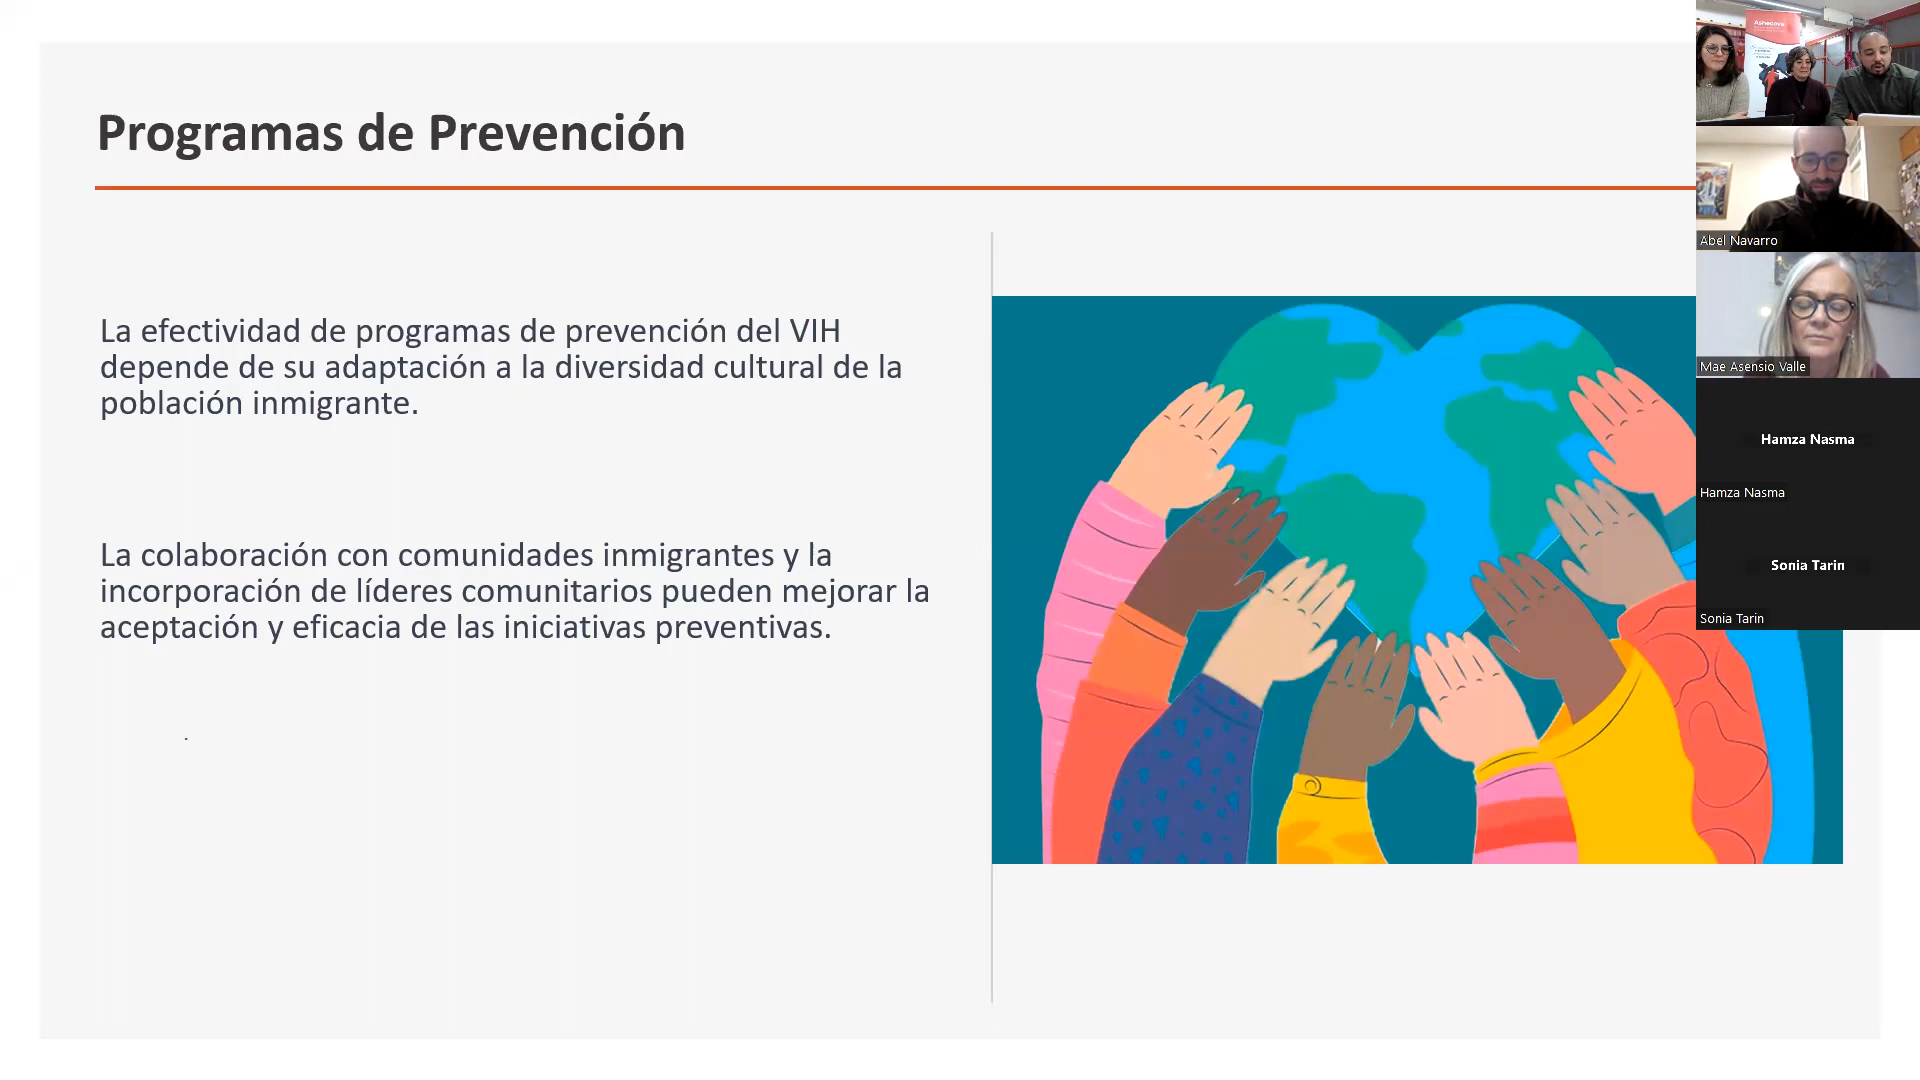 Programas de Prevención
La efectividad de programas de prevención del VIH
depende de su adaptación a la diversidad cultural de la
población inmigrante.
La colaboración con comunidades inmigrantes y la
incorporación de líderes comunitarios pueden mejorar la
aceptación y eficacia de las iniciativas preventivas.
.
Abel Navarro
Mae Asensio Valle
Hamza Nasma
Hamza Nasma
Sonia Tarin
Sonia Tarin